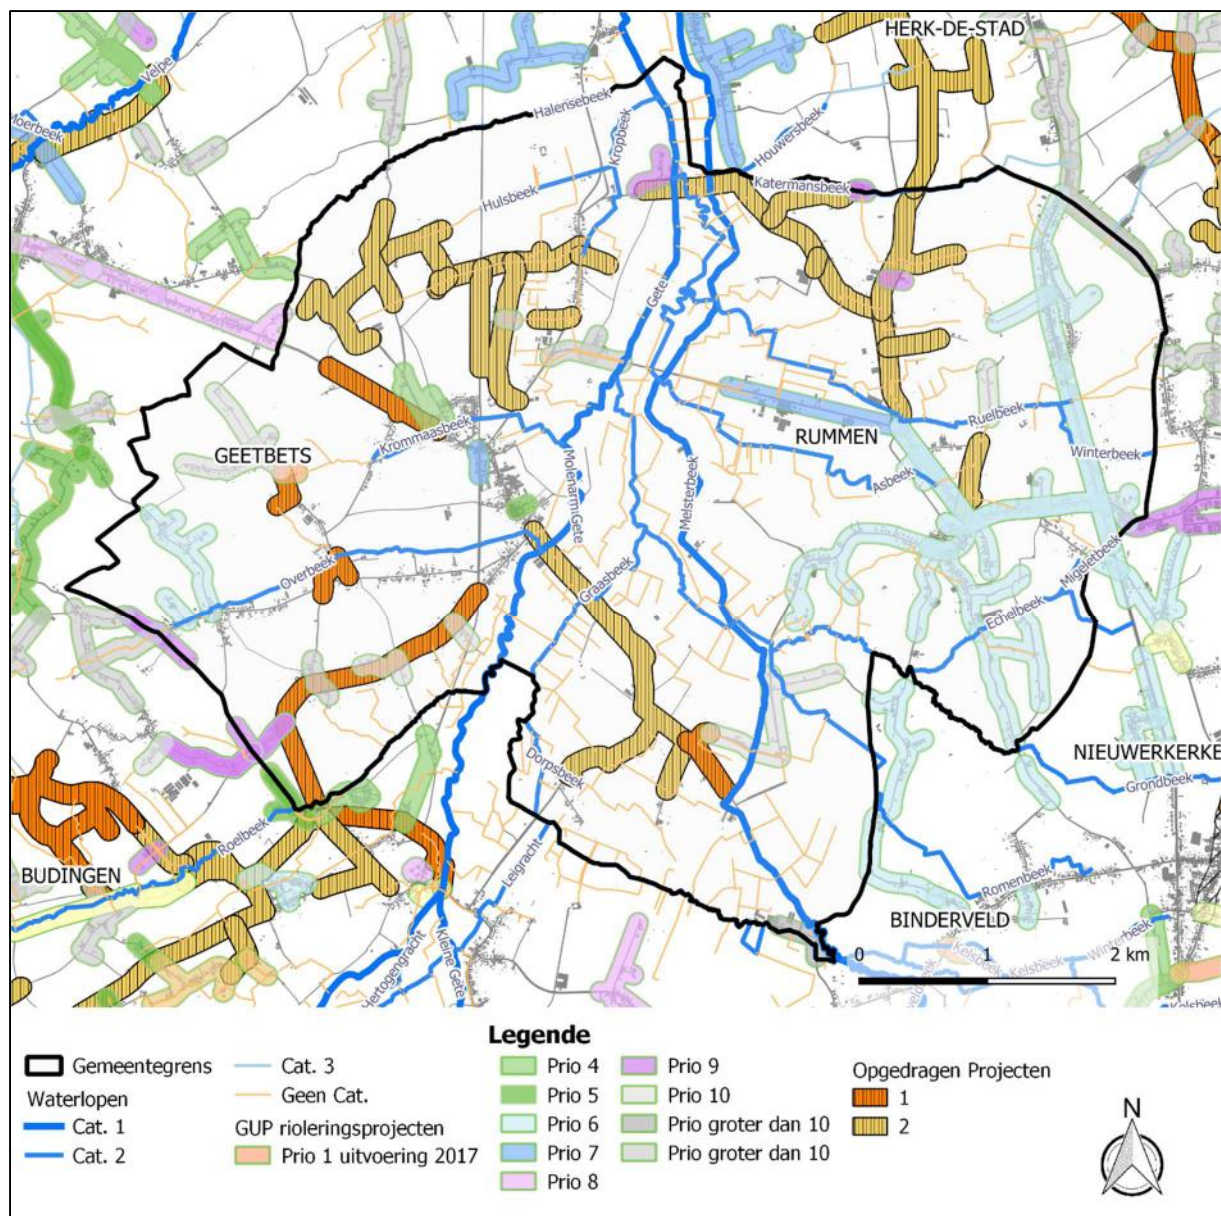 HERK-DE-STAD
Velpe
Moerbeek
Halensebeek
Kropbeek
Houwersbeek
Hulsbeek
Katermansbeek
Gete
Krommaasbeek
GEETBETS
RUMMEN
Ruelbeek
Winterbeek
Asbeek
Molenarm
Gete
Melsterbeek
Overbeek
Graasbeek
Migeletbeek
Echelbeek
NIEUWERKERKE
Grondbeek
Dorpsbeek
Roelbeek
BUDINGEN
Leigracht
Romenbeek
BINDERVELD
Hertogengracht
Kleine Gete
Kelsbeek
Kelsbeek
Winterbeek
Kelsbeek
0 1 2 km
Legende
Gemeentegrens
Waterlopen
Cat. 1
Cat. 2
Cat. 3
Geen Cat.
GUP rioleringsprojecten
Prio 1 uitvoering 2017
Prio 4
Prio 5
Prio 6
Prio 7
Prio 8
Prio 9
Prio 10
Prio groter dan 10
Prio groter dan 10
Opgedragen Projecten
1
2
N